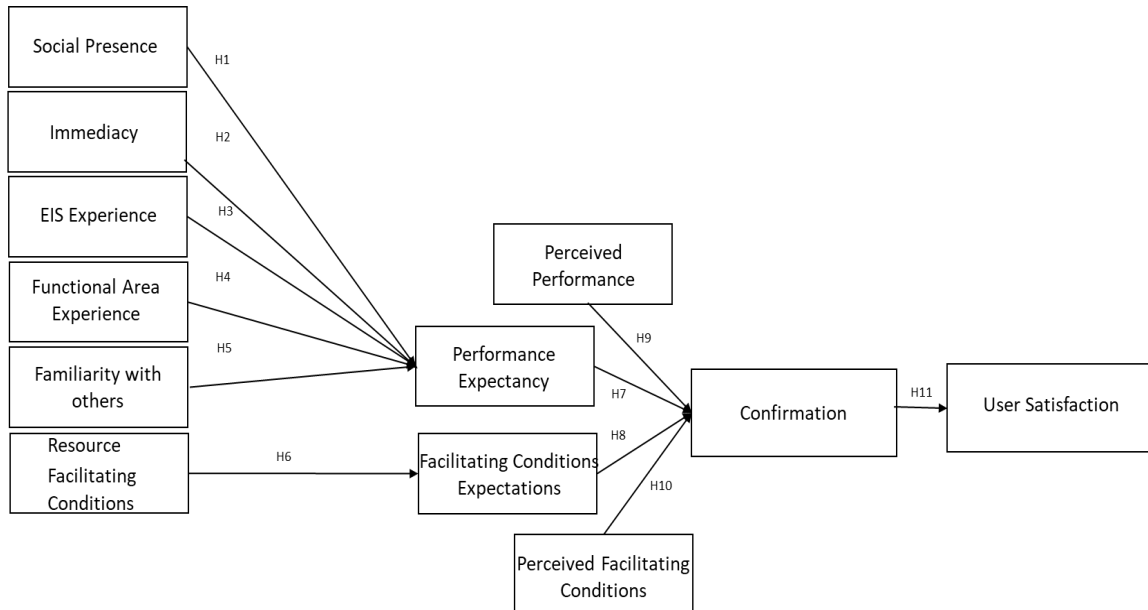 Social Presence
H1
Immediacy
H2
EIS Experience
H3
Functional Area
Experience
H4
Familiarity with
others
H5
Resource
Facilitating
Conditions
H6
Performance
Expectancy
Facilitating Conditions
Expectations
Perceived
Performance
H9
H7
H8
H10
Perceived Facilitating
Conditions
Confirmation
H11
User Satisfaction